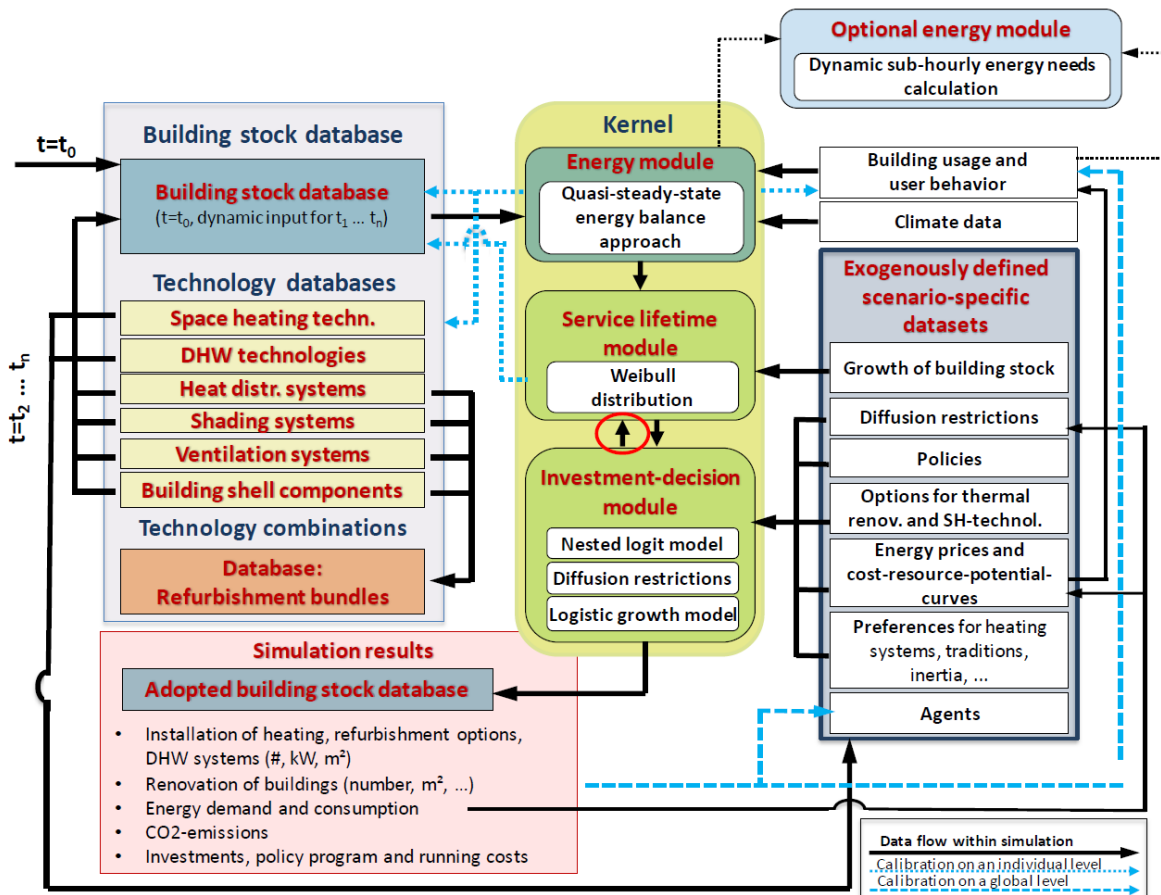 Optional energy module
Dynamic sub-hourly energy needs
calculation
Building stock database
t=t0
Building stock database
(t=t0, dynamic input for t1 ... tn)
Technology databases
Space heating techn.
DHW technologies
Heat distr. systems
Shading systems
Ventilation systems
Building shell components
Technology combinations
Database:
Refurbishment bundles
t=t2 ... tn
Kernel
Energy module
Quasi-steady-state
energy balance
approach
Service lifetime
module
Weibull
distribution
Investment-decision
module
Nested logit model
Diffusion restrictions
Logistic growth model
Building usage and
user behavior
Climate data
Exogenously defined
scenario-specific
datasets
Growth of building stock
Diffusion restrictions
Policies
Options for thermal
renov. and SH-technol.
Energy prices and
cost-resource-potential-
curves
Preferences for heating
systems, traditions,
inertia, ...
Agents
Simulation results
Adopted building stock database
• Installation of heating, refurbishment options,
DHW systems (#, kW, m²)
• Renovation of buildings (number, m², ...)
• Energy demand and consumption
• CO2-emissions
• Investments, policy program and running costs
Data flow within simulation
Calibration on an individual level
Calibration on a global level